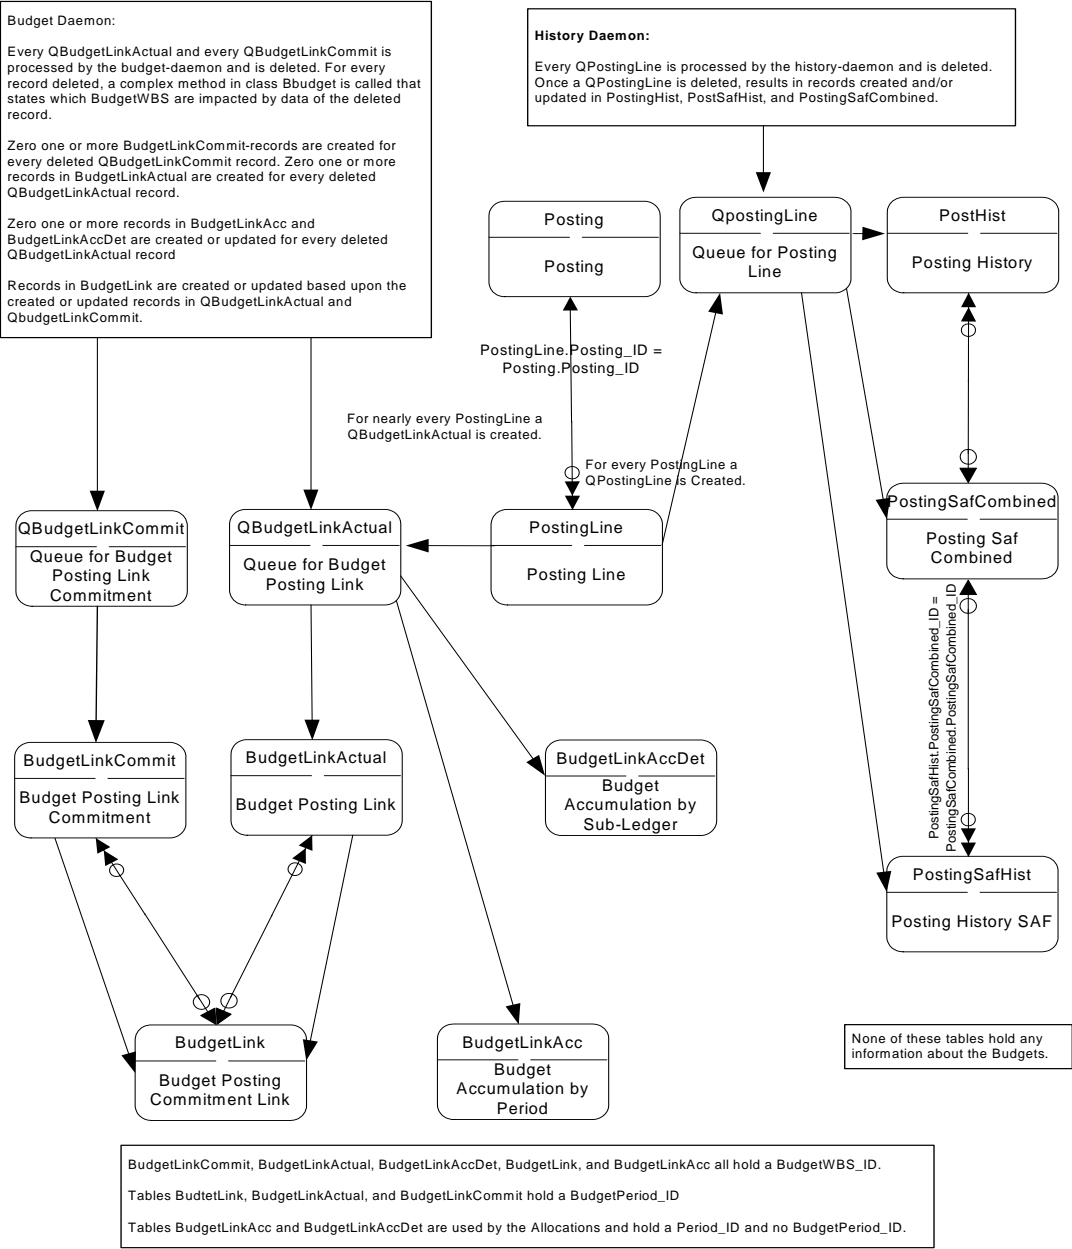 Budget Daemon:
Every QBudgetLinkActual and every QBudgetLinkCommit is
processed by the budget-daemon and is deleted. For every
record deleted, a complex method in class Bbudget is called that
states which BudgetWBS are impacted by data of the deleted
record.
Zero one or more BudgetLinkCommit-records are created for
every deleted QBudgetLinkCommit record. Zero one or more
records in BudgetLinkActual are created for every deleted
QBudgetLinkActual record.
Zero one or more records in BudgetLinkAcc and
BudgetLinkAccDet are created or updated for every deleted
QBudgetLinkActual record
Records in BudgetLink are created or updated based upon the
created or updated records in QBudgetLinkActual and
QbudgetLinkCommit.
History Daemon:
Every QPostingLine is processed by the history-daemon and is deleted.
Once a QPostingLine is deleted, results in records created and/or
updated in PostingHist, PostSafHist, and PostingSafCombined.
Posting
Posting
QpostingLine
Queue for Posting
Line
PostHist
Posting History
PostingLine.Posting_ID =
Posting.Posting_ID
For nearly every PostingLine a
QBudgetLinkActual is created.
For every PostingLine a
QPostingLine is Created.
QBudgetLinkCommit
Queue for Budget
Posting Link
Commitment
QBudgetLinkActual
Queue for Budget
Posting Link
PostingLine
Posting Line
PostingSafCombined
Posting Saf
Combined
PostingSafHist.PostingSafCombined_ID =
PostingSafCombined.PostingSafCombined_ID
BudgetLinkCommit
Budget Posting Link
Commitment
BudgetLinkActual
Budget Posting Link
BudgetLinkAccDet
Budget
Accumulation by
Sub-Ledger
PostingSafHist
Posting History SAF
BudgetLink
Budget Posting
Commitment Link
BudgetLinkAcc
Budget
Accumulation by
Period
None of these tables hold any
information about the Budgets.
BudgetLinkCommit, BudgetLinkActual, BudgetLinkAccDet, BudgetLink, and BudgetLinkAcc all hold a BudgetWBS_ID.
Tables BudtetLink, BudgetLinkActual, and BudgetLinkCommit hold a BudgetPeriod_ID
Tables BudgetLinkAcc and BudgetLinkAccDet are used by the Allocations and hold a Period_ID and no BudgetPeriod_ID.